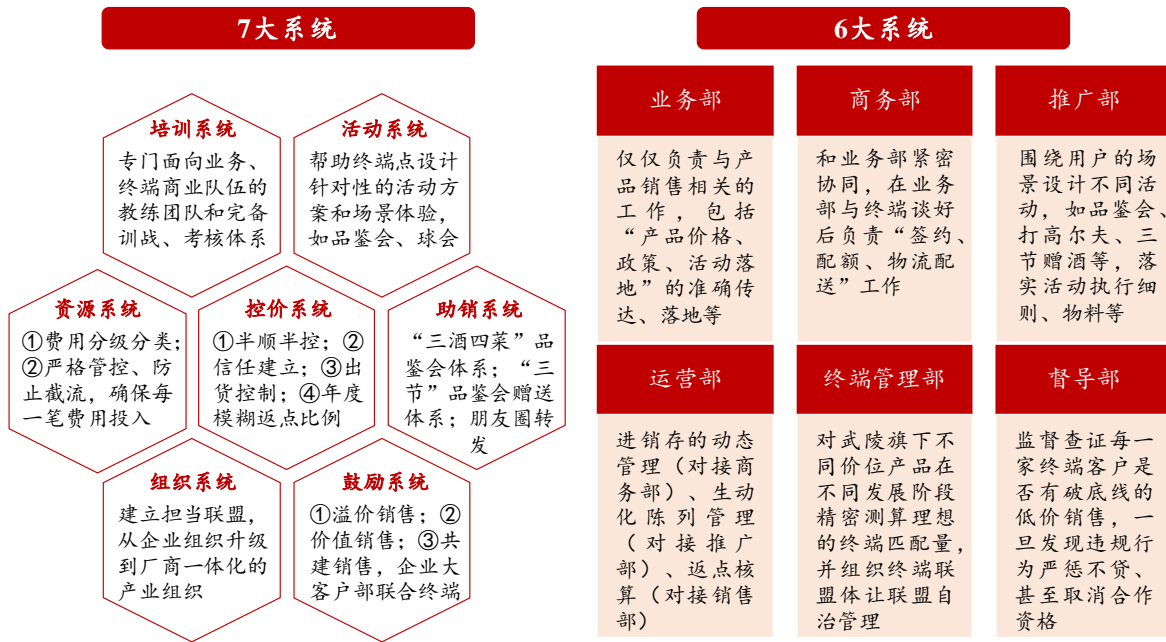 7大系统
培训系统
专门面向业务、
终端商业队伍的
教练团队和完备
训战、考核体系
活动系统
帮助终端点设计
针对性的活动方
案和场景体验，
如品鉴会、球会
资源系统
①费用分级分类；
②严格管控、防
止截流，确保每
一笔费用投入
控价系统
①半顺半控；②
信任建立；③出
货控制；④年度
模糊返点比例
助销系统
“三酒四菜”品
鉴会体系；“三
节”品鉴会赠送
体系；朋友圈转
发
组织系统
建立担当联盟，
从企业组织升级
到厂商一体化的
产业组织
鼓励系统
①溢价销售；②
价值销售；③共
建销售，企业大
客户部联合终端
6大系统
业务部
仅仅负责与产
品销售相关的
工作，包括
“产品价格、
政策、活动落
地”的准确传
达、落地等
商务部
和业务部紧密
协同，在业务
部与终端谈好
后负责“签约、
配额、物流配
送”工作
推广部
围绕用户的场
景设计不同活
动，如品鉴会、
打高尔夫、三
节赠酒等，落
实活动执行细
则、物料等
运营部
进销存的动态
管理（对接商
务部）、生动
化陈列管理
（对接推广
部）、返点核
算（对接销售
部）
终端管理部
对武陵旗下不
同价位产品在
不同发展阶段
精密测算理想
的终端匹配量，
并组织终端联
盟体让联盟自
治管理
督导部
监督查证每一
家终端客户是
否有破底线的
低价销售，一
旦发现违规行
为严惩不贷、
甚至取消合作
资格